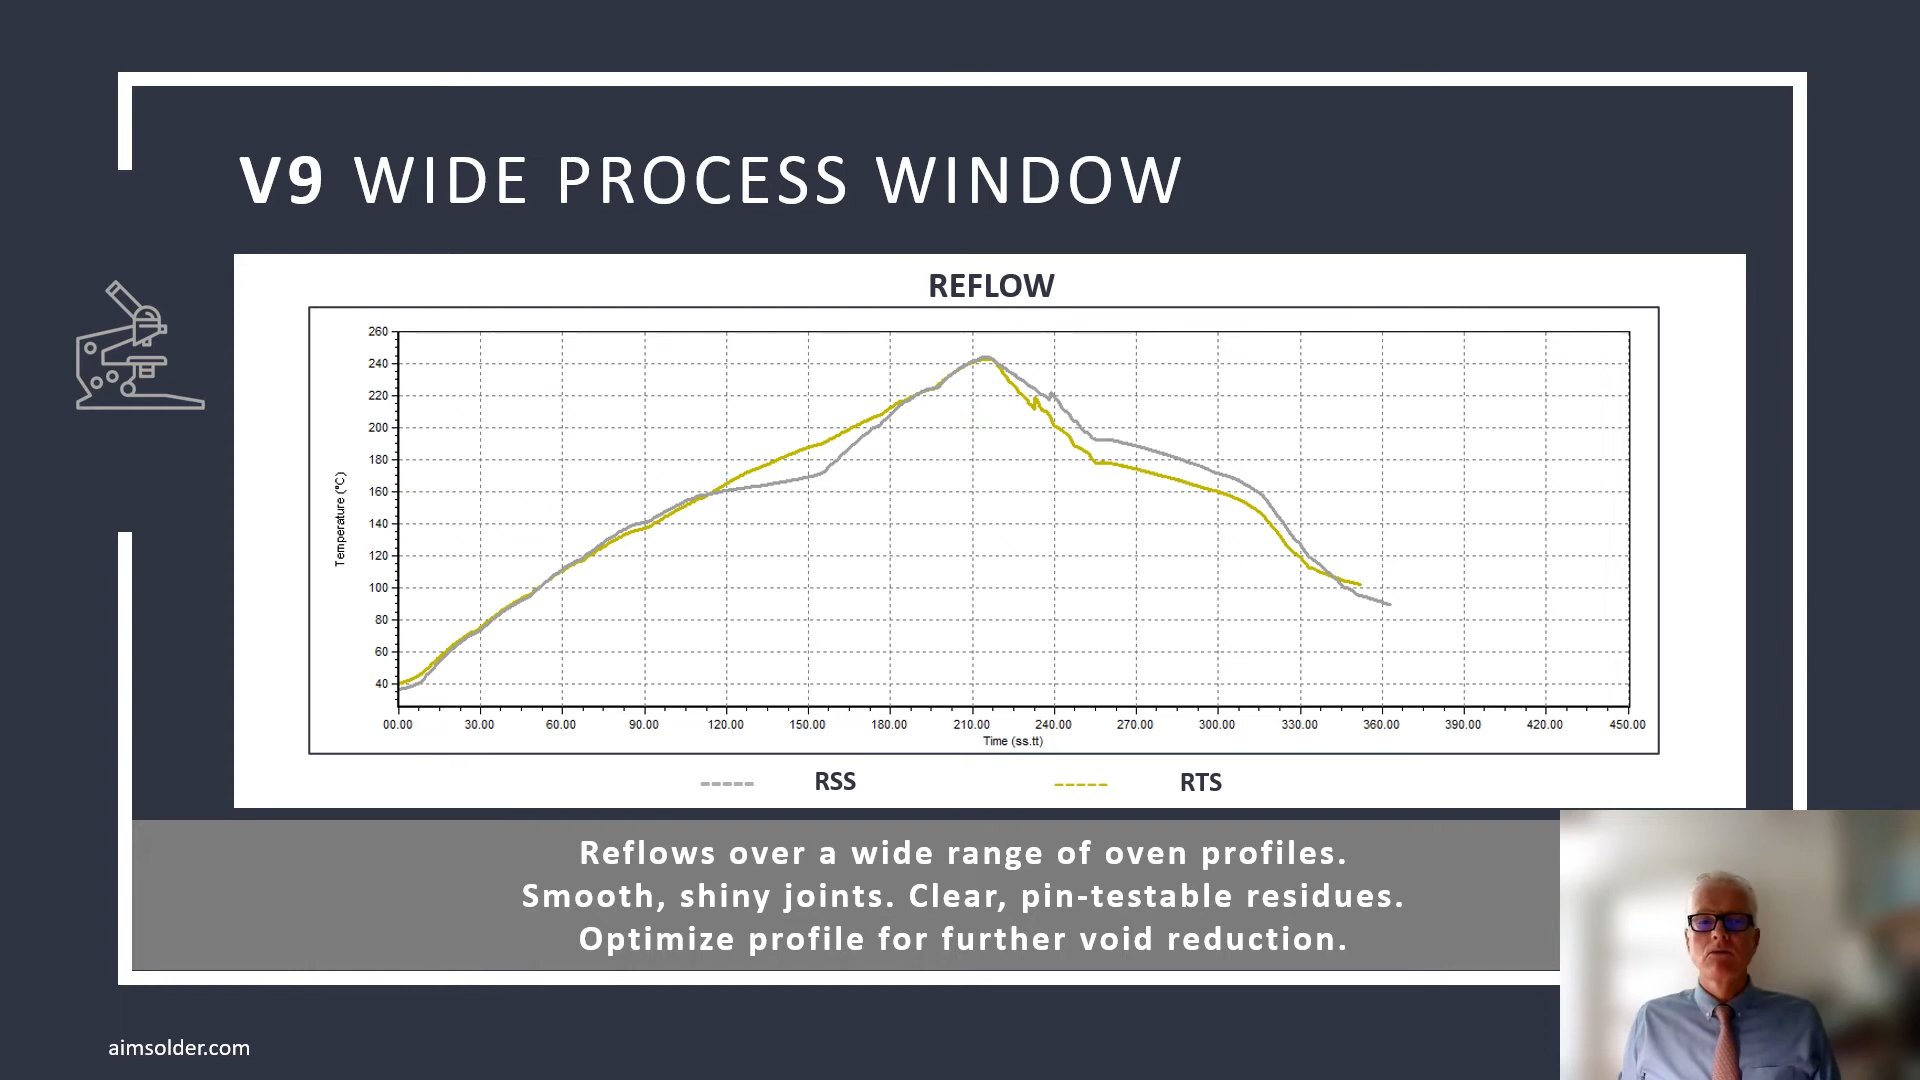 V9 WIDE PROCESS WINDOW
REFLOW
260
240
220
200
180
160
140
120
100
80
60
40
Temperature (°C)
00.00 30.00 60.00 90.00 120.00 150.00 180.00 210.00 240.00 270.00 300.00 330.00 360.00 390.00 420.00 450.00
Time (ss.tt)
RSS RTS
Reflows over a wide range of oven profiles.
Smooth, shiny joints. Clear, pin-testable residues.
Optimize profile for further void reduction.
aimsolder.com